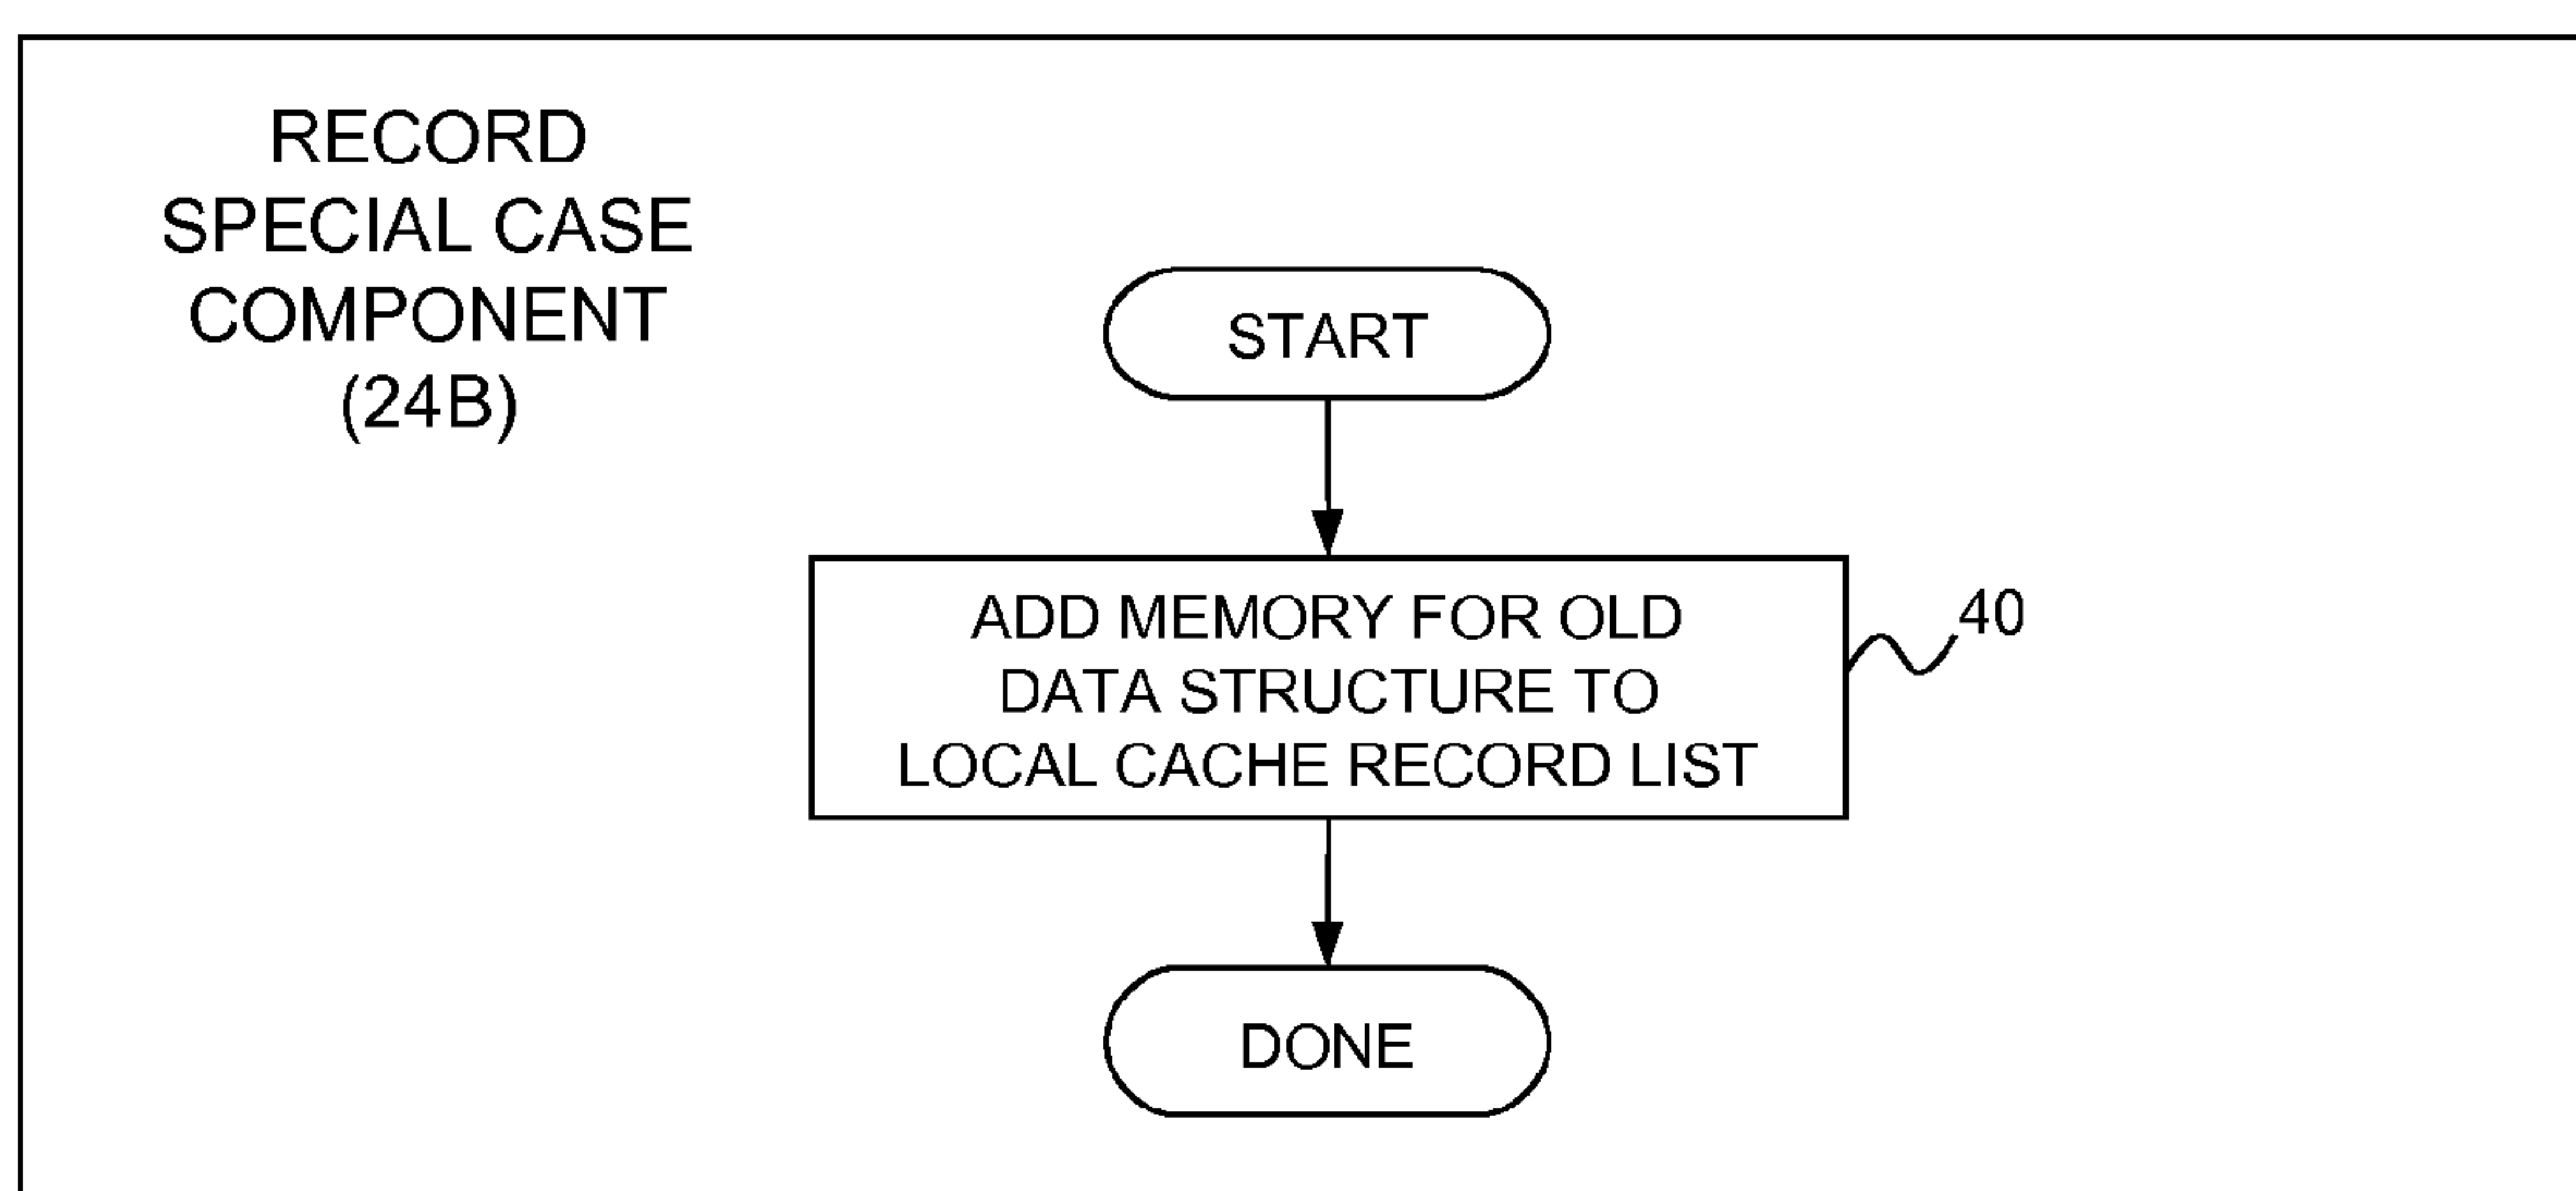 RECORD
SPECIAL CASE
COMPONENT
(24B)
START
ADD MEMORY FOR OLD
DATA STRUCTURE TO
LOCAL CACHE RECORD LIST
40
DONE